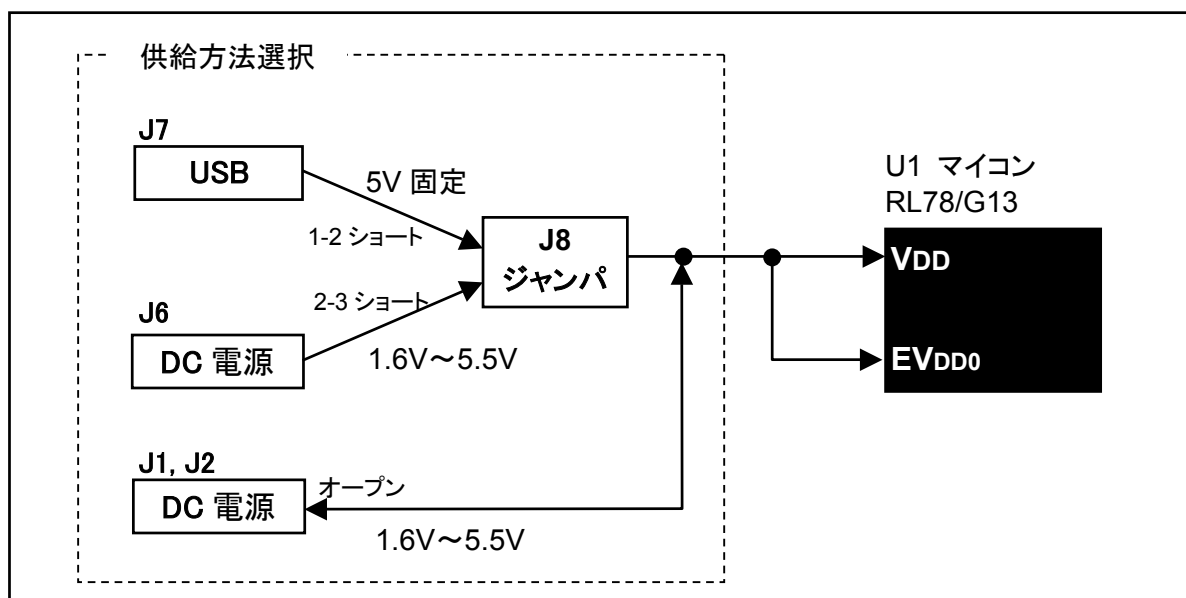 供給方法選択
J7
USB
5V 固定
1-2 ショート
J8
ジャンパ
2-3 ショート
J6
DC 電源
1.6V～5.5V
J1, J2
DC 電源
オープン
1.6V～5.5V
U1 マイコン
RL78/G13
VDD
EVDD0